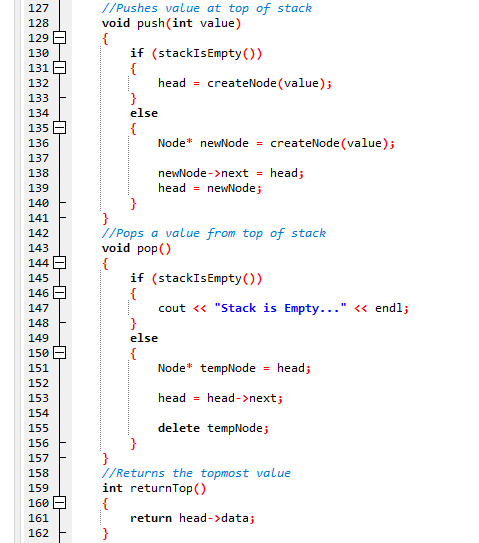 127 //Pushes value at top of stack
128 void push(int value)
129 {
130 if (stackIsEmpty())
131 {
132 head = createNode(value);
133 }
134 else
135 {
136 Node* newNode = createNode(value);
137
138 newNode->next = head;
139 head = newNode;
140 }
141 }
142 //Pops a value from top of stack
143 void pop()
144 {
145 if (stackIsEmpty())
146 {
147 cout << "Stack is Empty..." << endl;
148 }
149 else
150 {
151 Node* tempNode = head;
152
153 head = head->next;
154
155 delete tempNode;
156 }
157 }
158 //Returns the topmost value
159 int returnTop()
160 {
161 return head->data;
162 }